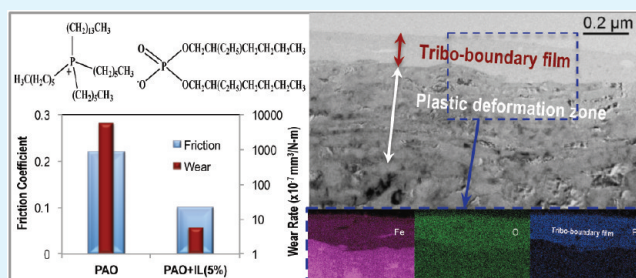 (CH₂)₁₃CH₃
P
+
H₃C(H₂C)₅
(CH₂)₅CH₃
(CH₂)₅CH₃
O
P
OCH₂CH(C₂H₅)CH₂CH₂CH₂CH₃
⁻O
OCH₂CH(C₂H₅)CH₂CH₂CH₂CH₃
Friction Coefficient
0.3
0.2
0.1
0
Friction
Wear
10000
1000
100
10
1
Wear Rate (x10⁻⁷ mm³/N-m)
PAO
PAO+IL(5%)
0.2 µm
Tribo-boundary film
Plastic deformation zone
Fe
O
Tribo-boundary film
P